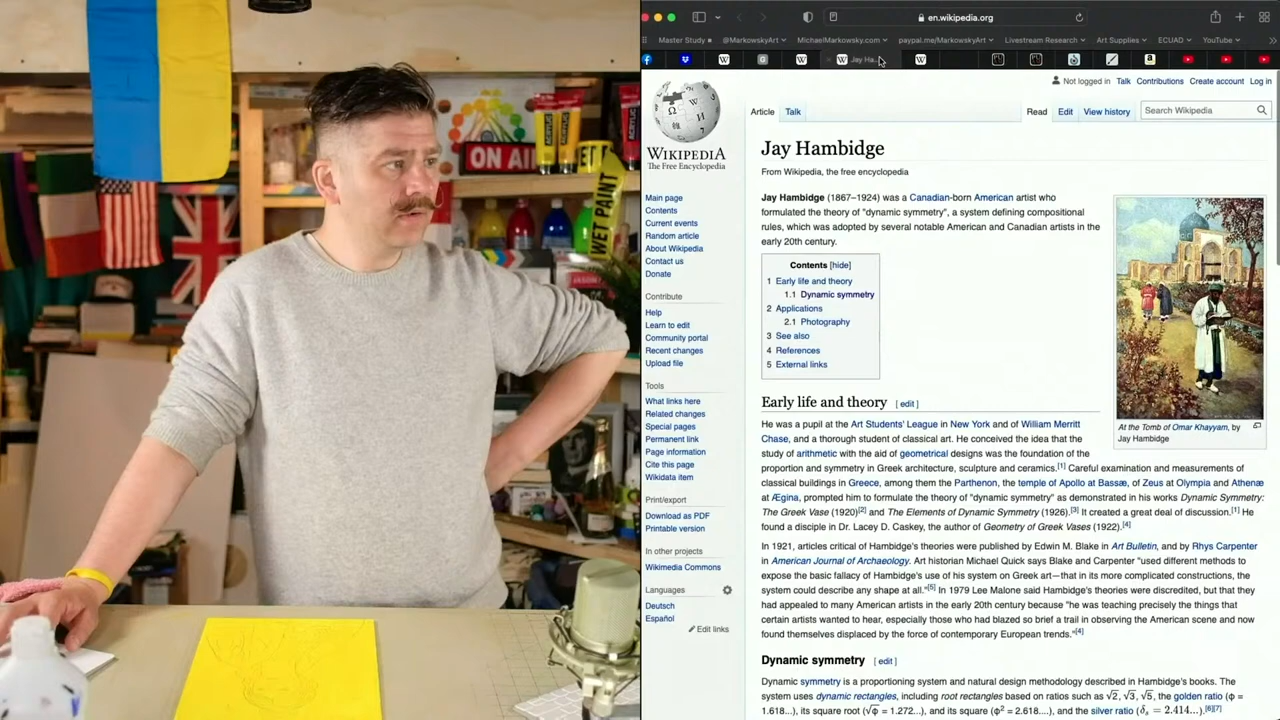 ON AIR
WET PAINT
ACRYLIC
ACRYLIC
en.wikipedia.org
Master Study
@MarkowskyArt
MichaelMarkowsky.com
paypal.me/MarkowskyArt
Livestream Research
Art Supplies
ECUAD
YouTube
Jay Ha...
Not logged in Talk Contributions Create account Log in
WIKIPEDIA
The Free Encyclopedia
Article Talk
Read Edit View history
Search Wikipedia
Main page
Contents
Current events
Random article
About Wikipedia
Contact us
Donate
Contribute
Help
Learn to edit
Community portal
Recent changes
Upload file
Tools
What links here
Related changes
Special pages
Permanent link
Page information
Cite this page
Wikidata item
Print/export
Download as PDF
Printable version
In other projects
Wikimedia Commons
Languages
Deutsch
Español
Edit links
Jay Hambidge
From Wikipedia, the free encyclopedia
Jay Hambidge (1867–1924) was a Canadian-born American artist who
formulated the theory of "dynamic symmetry", a system defining compositional
rules, which was adopted by several notable American and Canadian artists in the
early 20th century.
Contents [hide]
1 Early life and theory
1.1 Dynamic symmetry
2 Applications
2.1 Photography
3 See also
4 References
5 External links
At the Tomb of Omar Khayyam, by
Jay Hambidge
Early life and theory [ edit ]
He was a pupil at the Art Students' League in New York and of William Merritt
Chase, and a thorough student of classical art. He conceived the idea that the
study of arithmetic with the aid of geometrical designs was the foundation of the
proportion and symmetry in Greek architecture, sculpture and ceramics.[1] Careful examination and measurements of
classical buildings in Greece, among them the Parthenon, the temple of Apollo at Bassæ, of Zeus at Olympia and Athenæ
at Ægina, prompted him to formulate the theory of "dynamic symmetry" as demonstrated in his works Dynamic Symmetry:
The Greek Vase (1920)[2] and The Elements of Dynamic Symmetry (1926).[3] It created a great deal of discussion.[1] He
found a disciple in Dr. Lacey D. Caskey, the author of Geometry of Greek Vases (1922).[4]
In 1921, articles critical of Hambidge's theories were published by Edwin M. Blake in Art Bulletin, and by Rhys Carpenter
in American Journal of Archaeology. Art historian Michael Quick says Blake and Carpenter "used different methods to
expose the basic fallacy of Hambidge's use of his system on Greek art—that in its more complicated constructions, the
system could describe any shape at all."[5] In 1979 Lee Malone said Hambidge's theories were discredited, but that they
had appealed to many American artists in the early 20th century because "he was teaching precisely the things that
certain artists wanted to hear, especially those who had blazed so brief a trail in observing the American scene and now
found themselves displaced by the force of contemporary European trends."[4]
Dynamic symmetry [ edit ]
Dynamic symmetry is a proportioning system and natural design methodology described in Hambidge's books. The
system uses dynamic rectangles, including root rectangles based on ratios such as √2, √3, √5, the golden ratio (φ =
1.618...), its square root (√φ = 1.272...), and its square (φ² = 2.618....), and the silver ratio (δₛ = 2.414...).[6][7]